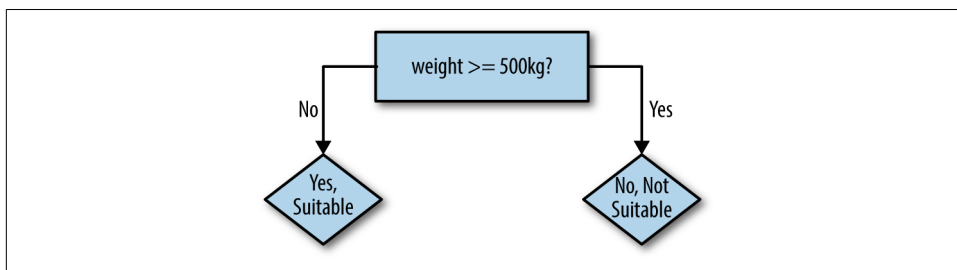 weight >= 500kg?
No
Yes
Yes,
Suitable
No, Not
Suitable